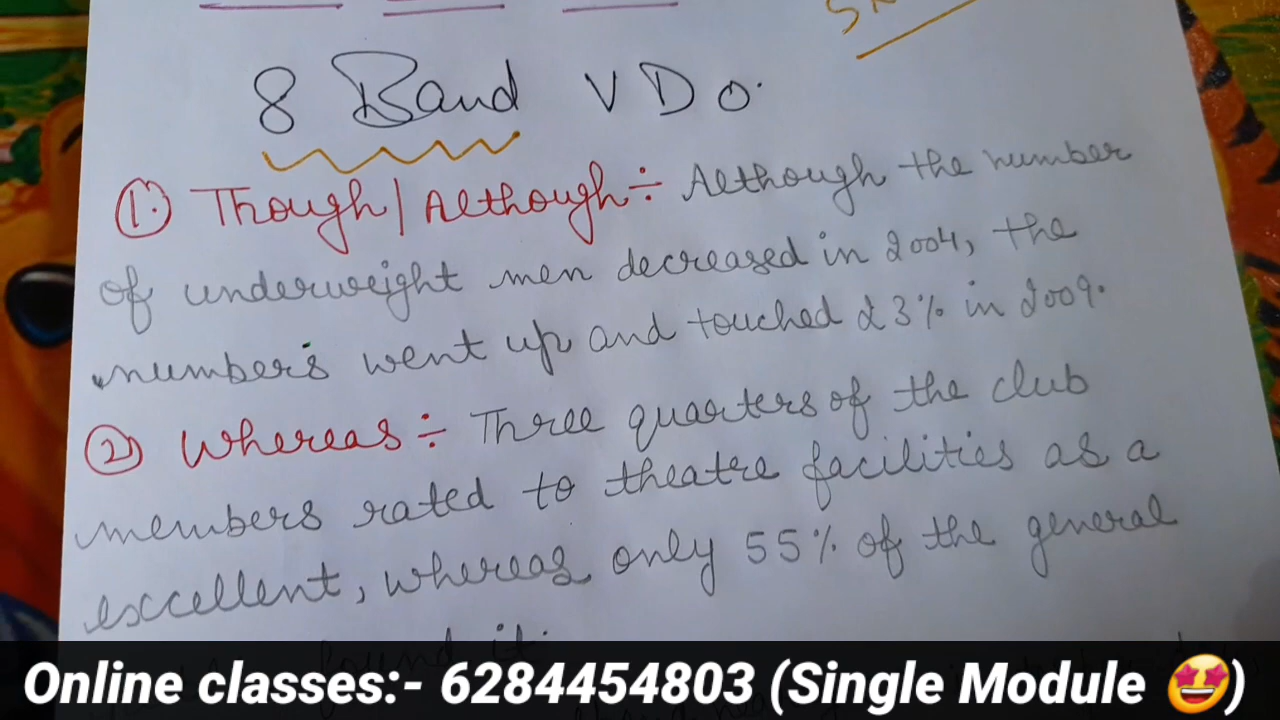 8 Band VDO.
1. Though/Although÷ Although the number
of underweight men decreased in 2004, the
numbers went up and touched 23% in 2009.
2 Whereas÷ Three quarters of the club
members rated to theatre facilities as a
excellent, whereas only 55% of the general
found it
Online classes:- 6284454803 (Single Module 🤩)